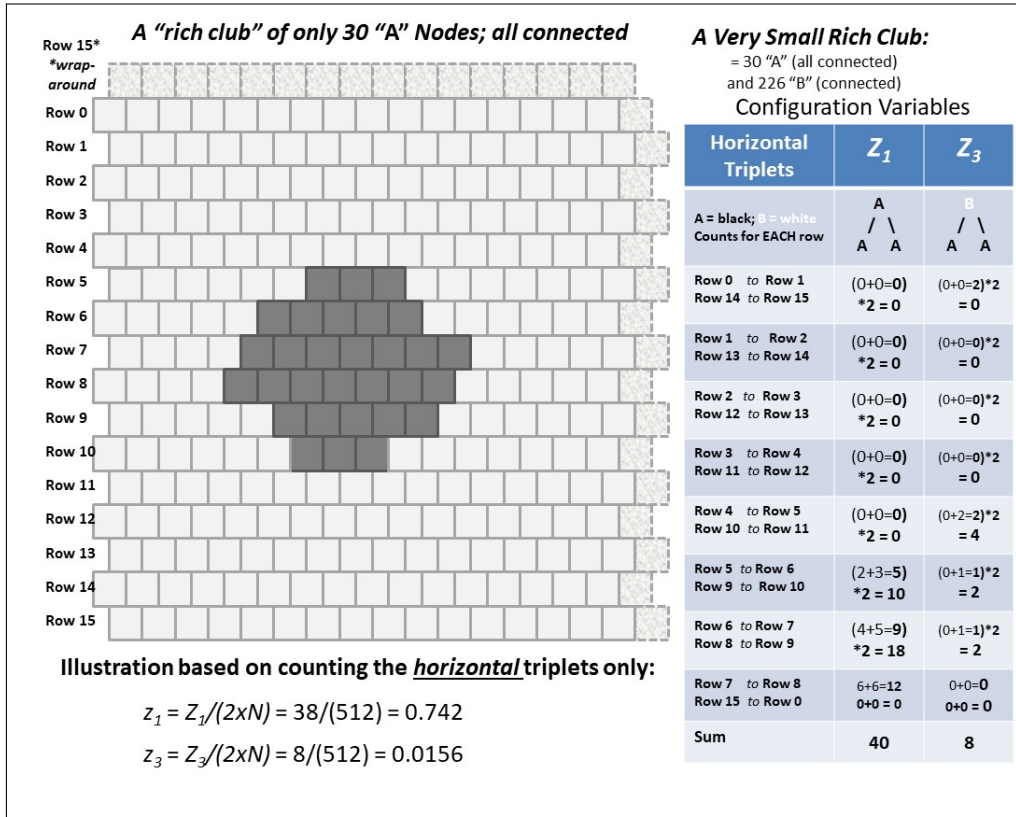 A "rich club" of only 30 "A" Nodes; all connected
Row 15*
*wrap-
around
Row 0
Row 1
Row 2
Row 3
Row 4
Row 5
Row 6
Row 7
Row 8
Row 9
Row 10
Row 11
Row 12
Row 13
Row 14
Row 15
Illustration based on counting the horizontal triplets only:
z1 = Z1/(2xN) = 38/(512) = 0.742
z3 = Z3/(2xN) = 8/(512) = 0.0156
A Very Small Rich Club:
= 30 "A" (all connected)
and 226 "B" (connected)
Configuration Variables
Horizontal Triplets Z1 Z3
A = black; B = white
Counts for EACH row
A
/ \
A A
B
/ \
A A
Row 0 to Row 1 (0+0=0) (0+0=2)*2
Row 14 to Row 15 *2 = 0 = 0
Row 1 to Row 2 (0+0=0) (0+0=0)*2
Row 13 to Row 14 *2 = 0 = 0
Row 2 to Row 3 (0+0=0) (0+0=0)*2
Row 12 to Row 13 *2 = 0 = 0
Row 3 to Row 4 (0+0=0) (0+0=0)*2
Row 11 to Row 12 *2 = 0 = 0
Row 4 to Row 5 (0+0=0) (0+2=2)*2
Row 10 to Row 11 *2 = 0 = 4
Row 5 to Row 6 (2+3=5) (0+1=1)*2
Row 9 to Row 10 *2 = 10 = 2
Row 6 to Row 7 (4+5=9) (0+1=1)*2
Row 8 to Row 9 *2 = 18 = 2
Row 7 to Row 8 6+6=12 0+0=0
Row 15 to Row 0 0+0 = 0 0+0 = 0
Sum 40 8